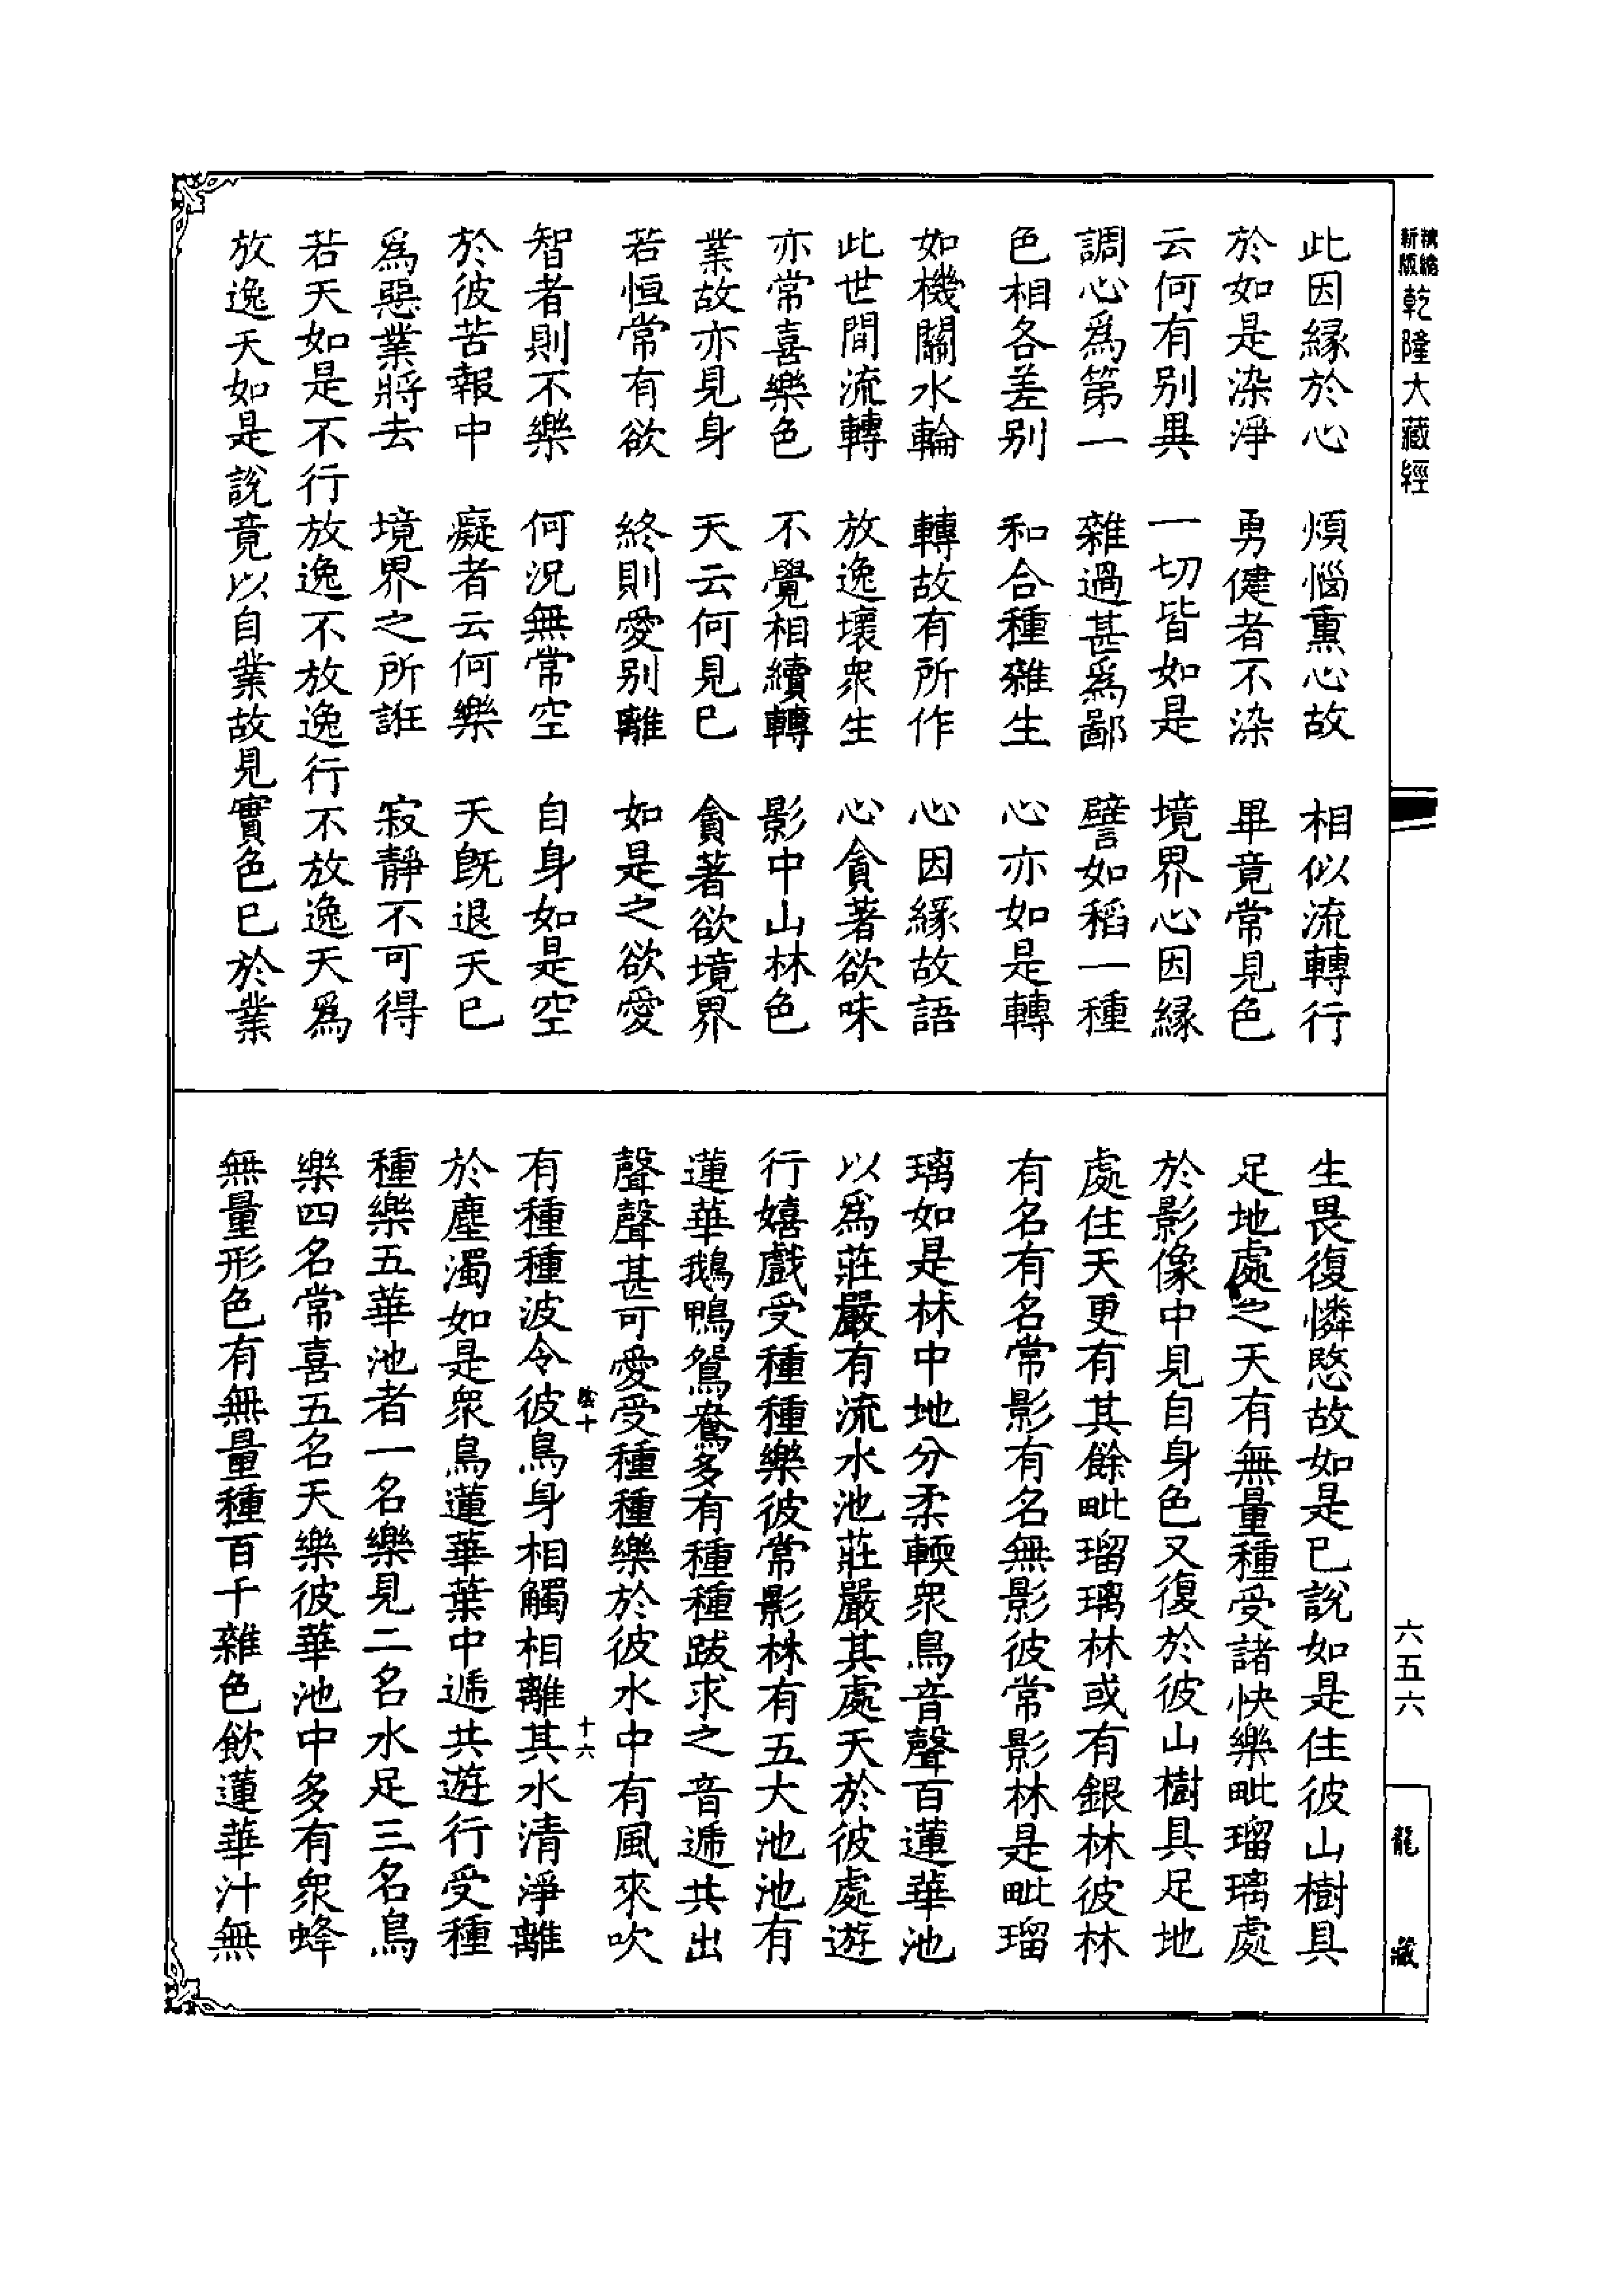 精縮
新版
乾隆大藏經
此因緣於心　煩惱熏心故　相似流轉行
於如是染淨　勇健者不染　畢竟常見色
云何有別異　一切皆如是　境界心因緣
調心為第一　雜過甚為鄙　譬如稻一種
色相各差別　和合種雜生　心亦如是轉
如機關水輪　轉故有所作　心因緣故語
此世間流轉　放逸壞眾生　心貪著欲味
亦常喜樂色　不覺相續轉　影中山林色
業故亦見身　天云何見已　貪著欲境界
若恒常有欲　終則愛別離　如是之欲愛
智者則不樂　何況無常空　自身如是空
於彼苦報中　癡者云何樂　天既退天已
為惡業將去　境界之所誑　寂靜不可得
若天如是不行放逸不放逸行不放逸天為
放逸天如是說竟以自業故見實色已於業
生畏復憐愍故如是已說如是住彼山樹具
足地處之天有無量種受諸快樂毗瑠璃處
於影像中見自身色又復於彼山樹具足地
處住天更有其餘毗瑠璃林或有銀林彼林
有名有名常影有名無影彼常影林是毗瑠
璃如是林中地分柔輭眾鳥音聲百蓮華池
以為莊嚴有流水池莊嚴其處天於彼處遊
行嬉戲受種種樂彼常影林有五大池池有
蓮華鵝鴨鴛鴦多有種種跋求之音遞共出
聲聲甚可愛受種種樂於彼水中有風來吹
有種種波令彼鳥身相觸相離其水清淨離
於塵濁如是眾鳥蓮華葉中遞共遊行受種
種樂五華池者一名樂見二名水足三名鳥
樂四名常喜五名天樂彼華池中多有眾蜂
無量形色有無量種百千雜色飲蓮華汁無
十六
六五六
龍藏